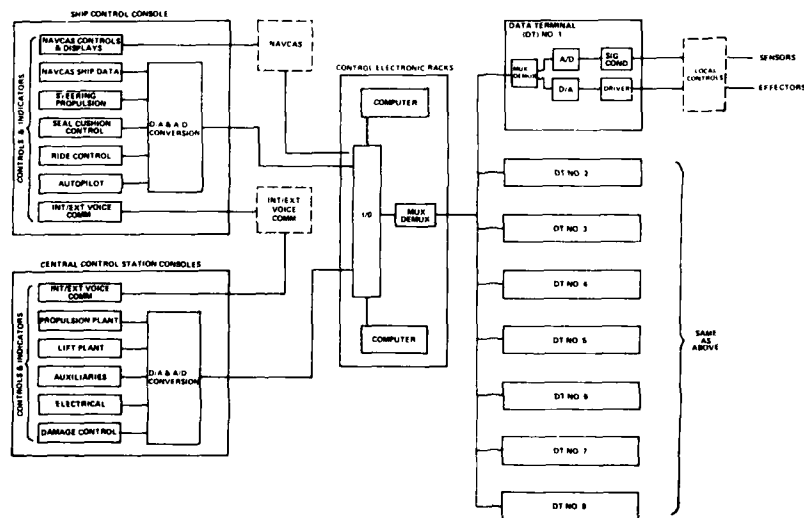 SHIP CONTROL CONSOLE
CONTROLS & INDICATORS
NAVCAS CONTROLS
& DISPLAYS
NAVCAS SHIP DATA
STEERING
PROPULSION
SEAL CUSHION
CONTROL
RIDE CONTROL
AUTOPILOT
INT/EXT VOICE
COMM
D/A & A/D
CONVERSION
NAVCAS
INT/EXT
VOICE
COMM
CENTRAL CONTROL STATION CONSOLES
CONTROLS & INDICATORS
INT/EXT VOICE
COMM
PROPULSION PLANT
LIFT PLANT
AUXILIARIES
ELECTRICAL
DAMAGE CONTROL
D/A & A/D
CONVERSION
CONTROL ELECTRONIC RACKS
COMPUTER
I/O
MUX
DEMUX
COMPUTER
DATA TERMINAL
(DT) NO. 1
MUX
DEMUX
A/D
SIG
COND
D/A
DRIVER
LOCAL
CONTROLS
SENSORS
EFFECTORS
DT NO. 2
DT NO. 3
DT NO. 4
DT NO. 5
DT NO. 6
DT NO. 7
DT NO. 8
SAME
AS
ABOVE